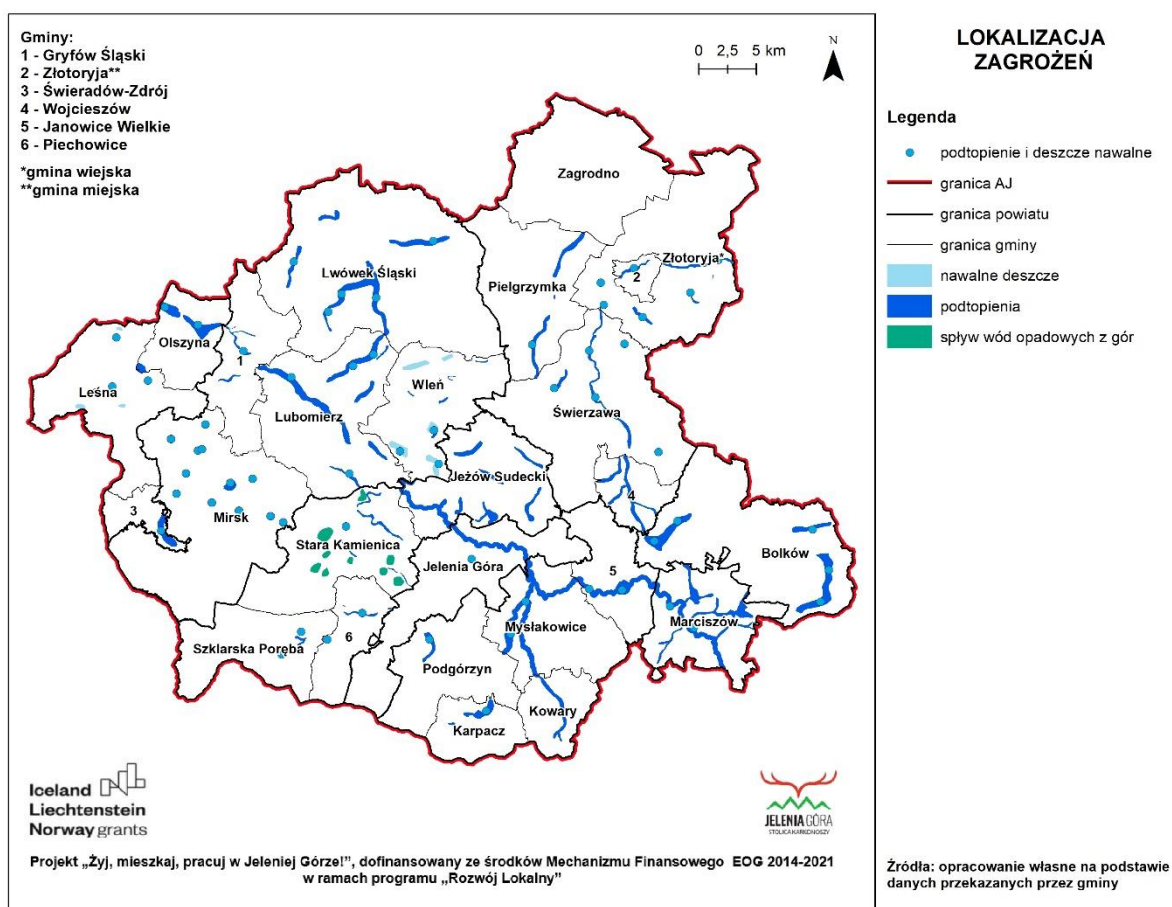 Gminy:
1 - Gryfów Śląski
2 - Złotoryja**
3 - Świeradów-Zdrój
4 - Wojcieszów
5 - Janowice Wielkie
6 - Piechowice
*gmina wiejska
**gmina miejska
0 2,5 5 km
N
Zagrodno
Złotoryja*
2
Lwówek Śląski
Pielgrzymka
Olszyna
1
Leśna
Wleń
Lubomierz
Świerzawa
Jeżów Sudecki
4
3
Mirsk
Stara Kamienica
Bolków
Jelenia Góra
5
Marciszów
Mysłakowice
6
Szklarska Poręba
Podgórzyn
Kowary
Karpacz
Iceland
Liechtenstein
Norway grants
JELENIA GÓRA
STOLICA KARKONOSZY
Projekt „Żyj, mieszkaj, pracuj w Jeleniej Górze!”, dofinansowany ze środków Mechanizmu Finansowego EOG 2014-2021
w ramach programu „Rozwój Lokalny”
LOKALIZACJA
ZAGROŻEŃ
Legenda
podtopienie i deszcze nawalne
granica AJ
granica powiatu
granica gminy
nawalne deszcze
podtopienia
spływ wód opadowych z gór
Źródła: opracowanie własne na podstawie
danych przekazanych przez gminy